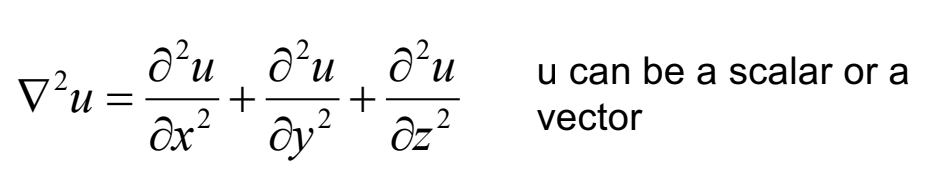 ∇²u = ∂²u/∂x² + ∂²u/∂y² + ∂²u/∂z²
u can be a scalar or a
vector